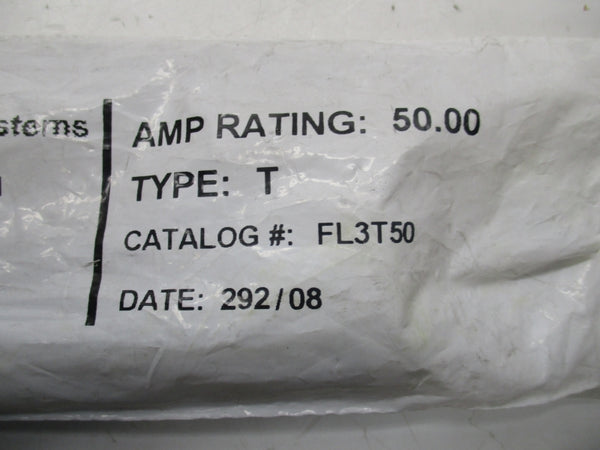 stems
AMP RATING: 50.00
TYPE: T
CATALOG #: FL3T50
DATE: 292/08